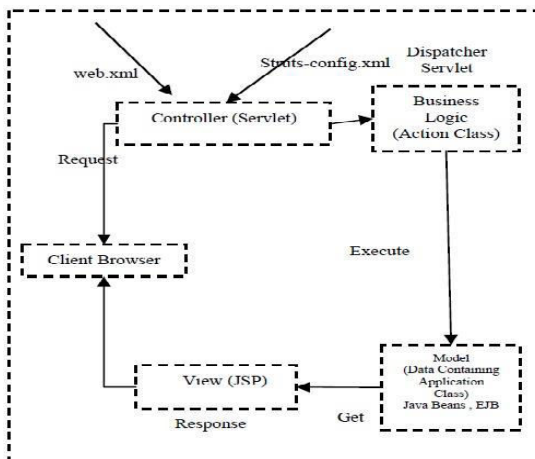 Dispatcher
Servlet
web.xml
Struts-config.xml
Controller (Servlet)
Business
Logic
(Action Class)
Request
Client Browser
Execute
View (JSP)
Model
(Data Containing
Application
Class)
Java Beans , EJB
Response
Get